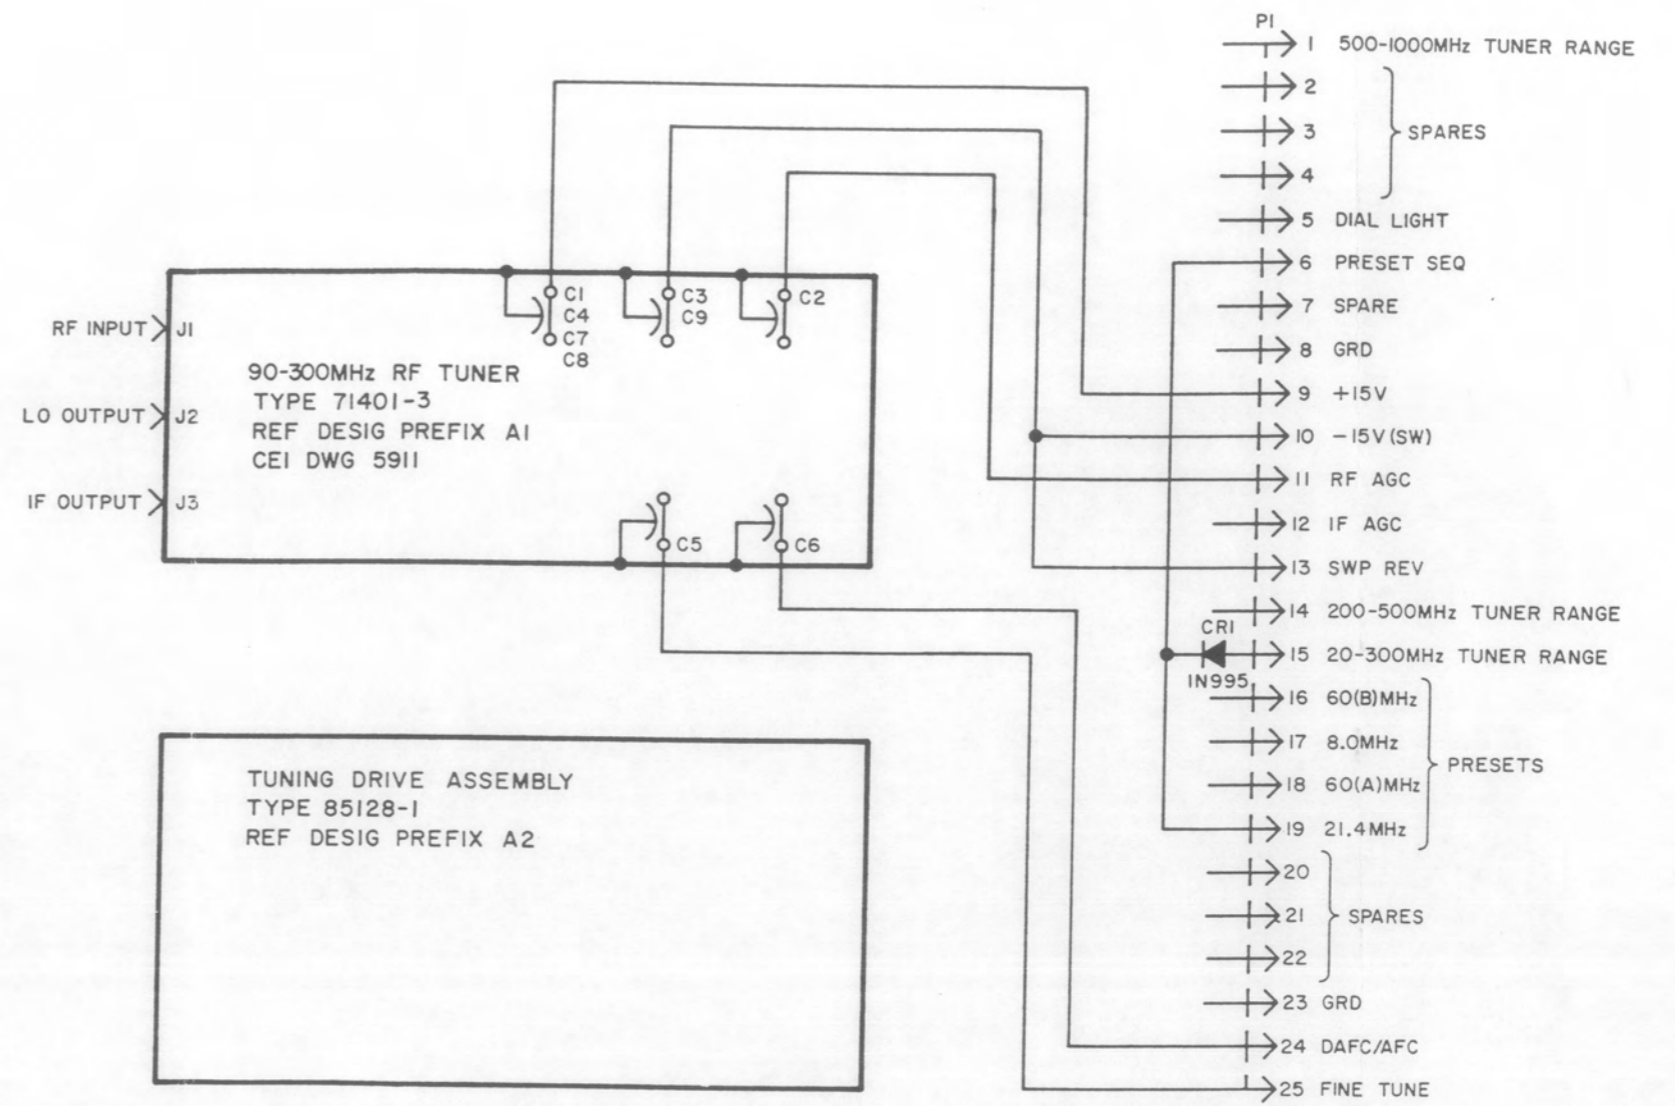 P1
1 500-1000MHz TUNER RANGE
2
3
4
SPARES
5 DIAL LIGHT
6 PRESET SEQ
7 SPARE
8 GRD
9 +15V
10 -15V(SW)
11 RF AGC
12 IF AGC
13 SWP REV
14 200-500MHz TUNER RANGE
CR1
15 20-300MHz TUNER RANGE
1N995
16 60(B)MHz
17 8.0MHz
18 60(A)MHz
19 21.4MHz
PRESETS
20
21
22
SPARES
23 GRD
24 DAFC/AFC
25 FINE TUNE
C1
C4
C7
C8
C3
C9
C2
RF INPUT J1
LO OUTPUT J2
IF OUTPUT J3
90-300MHz RF TUNER
TYPE 71401-3
REF DESIG PREFIX A1
CEI DWG 5911
C5
C6
TUNING DRIVE ASSEMBLY
TYPE 85128-1
REF DESIG PREFIX A2